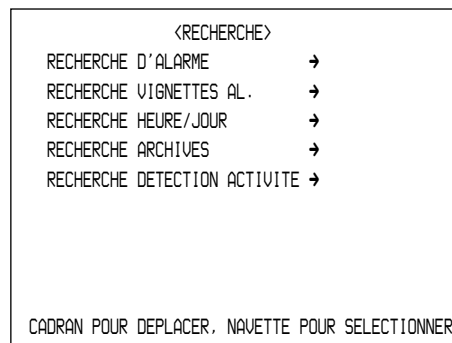 <RECHERCHE>
RECHERCHE D'ALARME →
RECHERCHE VIGNETTES AL. →
RECHERCHE HEURE/JOUR →
RECHERCHE ARCHIVES →
RECHERCHE DETECTION ACTIVITE →
CADRAN POUR DEPLACER, NAVETTE POUR SELECTIONNER